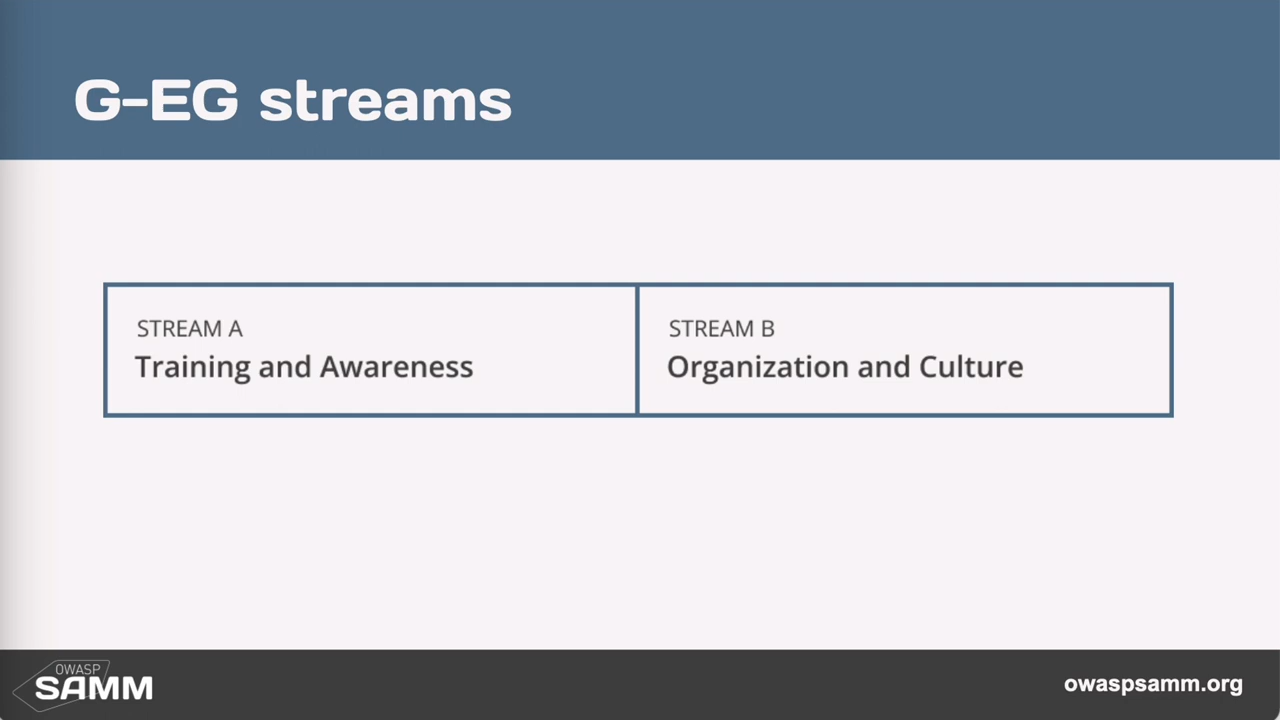 G-EG streams
STREAM A
Training and Awareness
STREAM B
Organization and Culture
OWASP
SAMM
owaspsamm.org